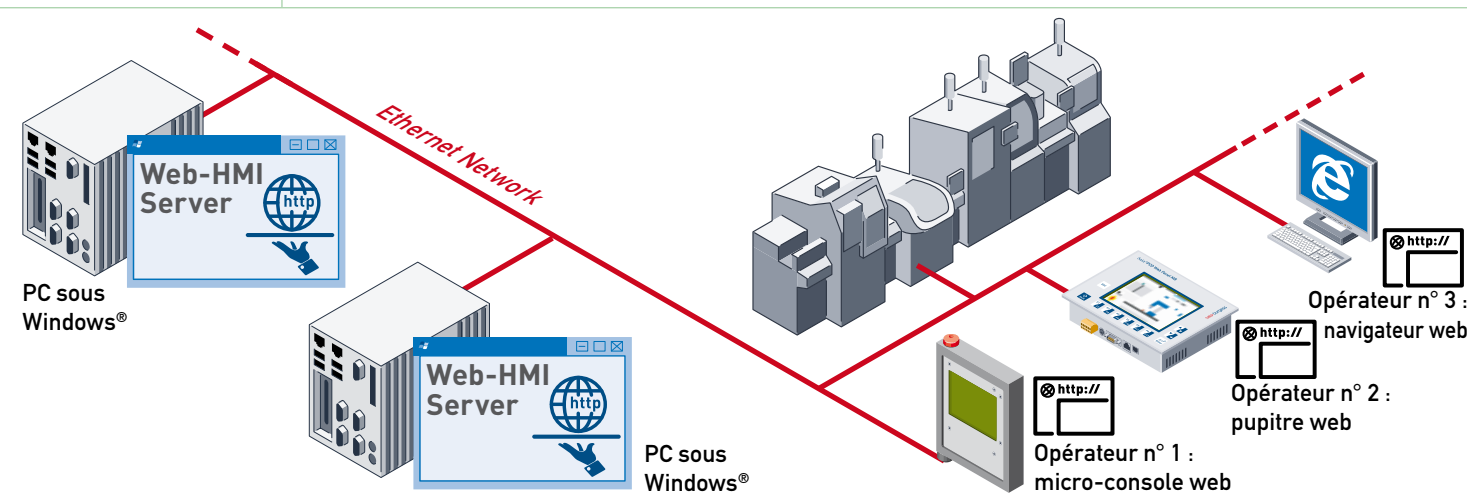 Ethernet Network
Web-HMI
Server
http
PC sous
Windows®
Web-HMI
Server
http
PC sous
Windows®
http://
Opérateur n° 3 :
navigateur web
http://
Opérateur n° 2 :
pupitre web
http://
Opérateur n° 1 :
micro-console web